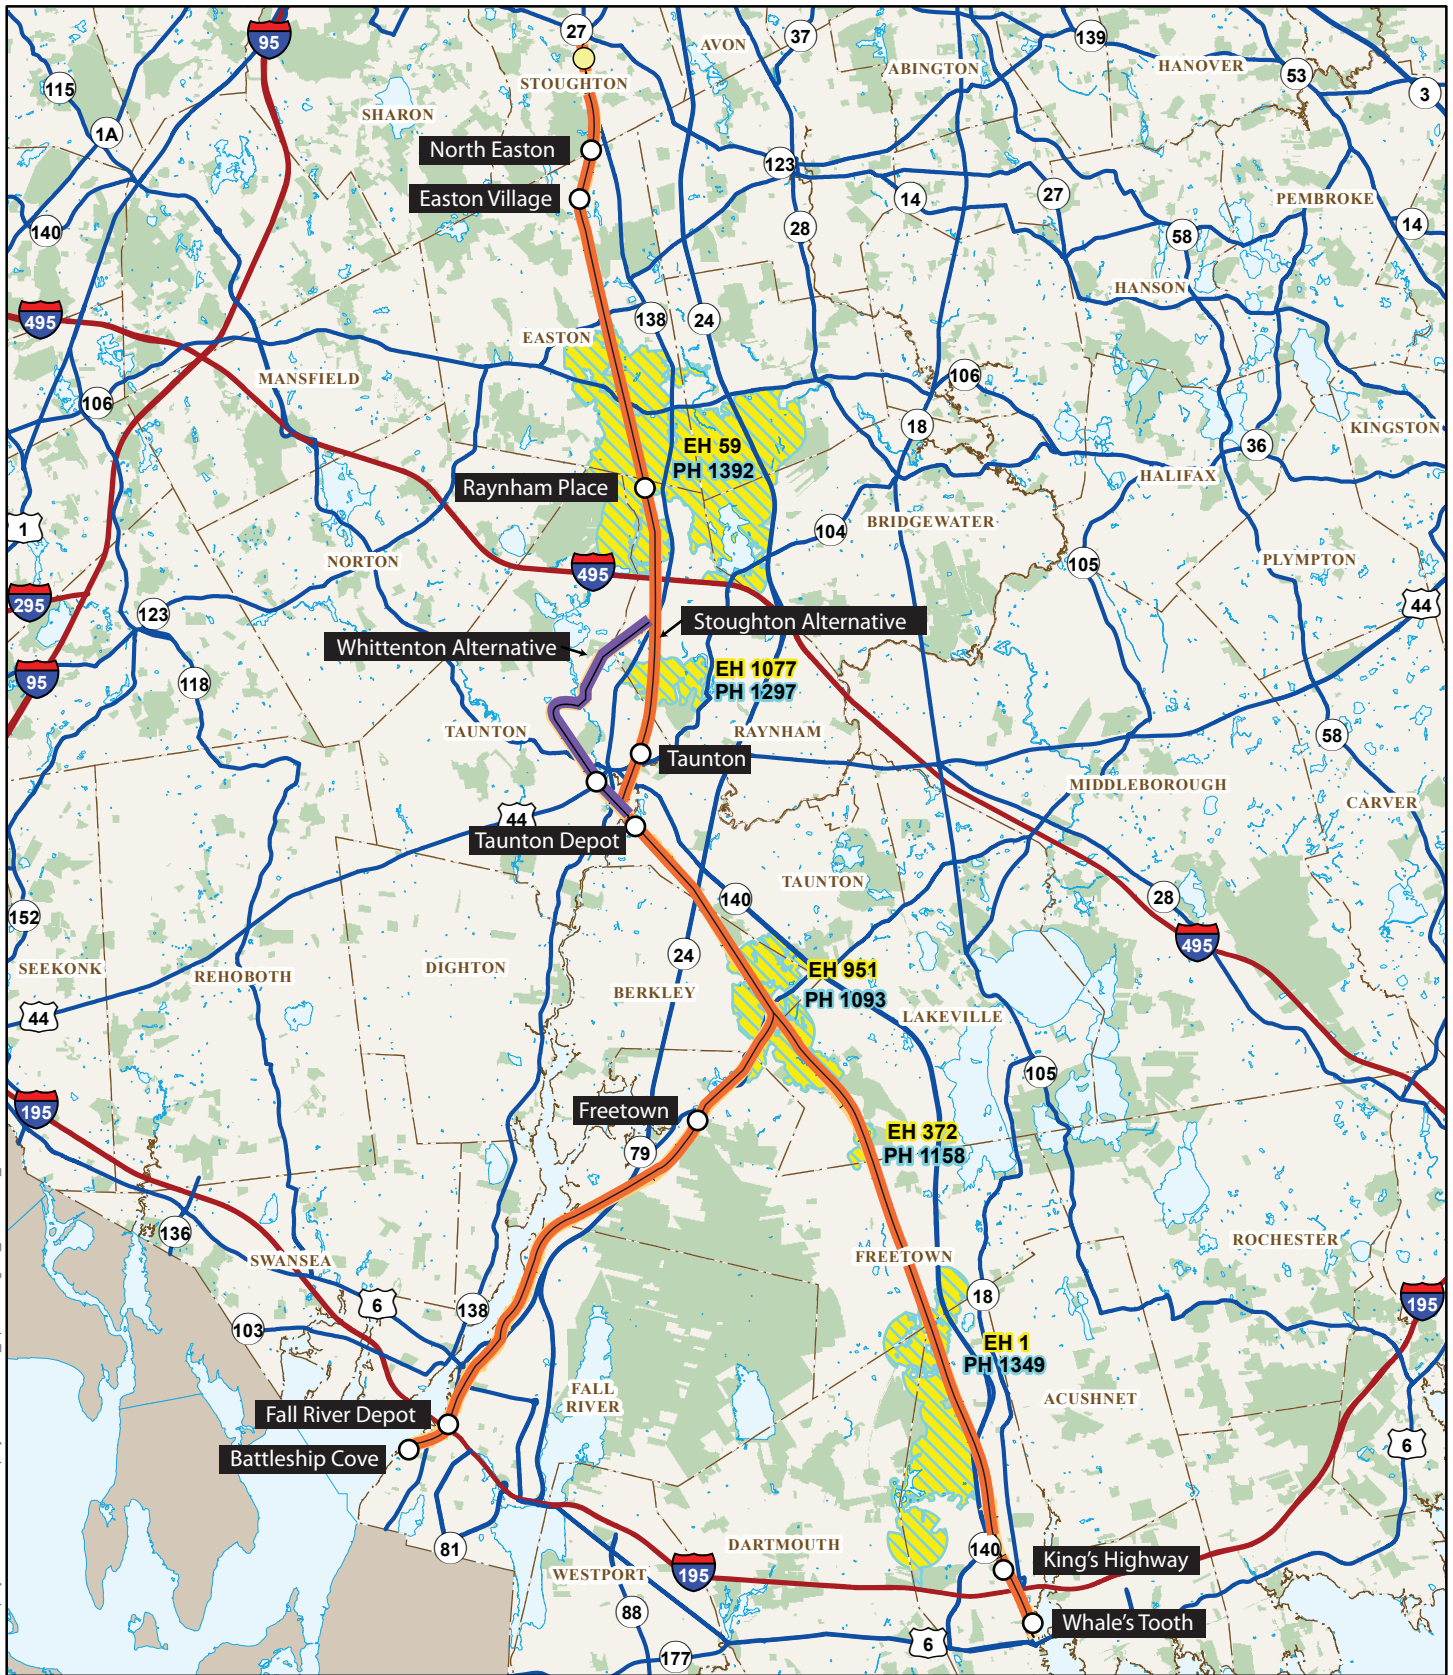 95
27
37
139
AVON
ABINGTON
HANOVER
53
3
115
STOUGHTON
SHARON
1A
North Easton
123
Easton Village
14
27
PEMBROKE
140
28
58
14
HANSON
495
138
24
EASTON
MANSFIELD
106
106
18
KINGSTON
EH 59
PH 1392
36
HALIFAX
Raynham Place
1
104
BRIDGEWATER
NORTON
495
105
PLYMPTON
295
123
44
Stoughton Alternative
Whittenton Alternative
95
118
EH 1077
PH 1297
TAUNTON
RAYNHAM
58
Taunton
MIDDLEBOROUGH
CARVER
44
Taunton Depot
TAUNTON
140
28
152
495
24
SEEKONK
REHOBOTH
DIGHTON
EH 951
BERKLEY
PH 1093
44
LAKEVILLE
105
195
Freetown
EH 372
79
PH 1158
136
ROCHESTER
SWANSEA
FREETOWN
6
138
18
195
103
EH 1
PH 1349
FALL
RIVER
ACUSHNET
Fall River Depot
6
Battleship Cove
81
DARTMOUTH
140
King's Highway
WESTPORT
195
88
Whale's Tooth
6
177